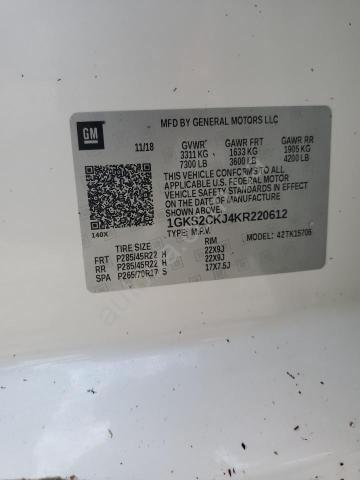 MFD BY GENERAL MOTORS LLC
GM
11/18 GVWR GAWR FRT GAWR RR
3311 KG 1633 KG 1905 KG
7300 LB 3600 LB 4200 LB
THIS VEHICLE CONFORMS TO ALL
APPLICABLE U.S. FEDERAL MOTOR
VEHICLE SAFETY STANDARDS IN
EFFECT ON THE DATE OF
MANUFACTURE SHOWN ABOVE.
1GKS2CKJ4KR220612
140X TYPE: M.P.V. MODEL: 42TK15706
TIRE SIZE RIM
FRT P285/45R22 H 22X9J
RR P285/45R22 H 22X9J
SPA P265/70R17 S 17X7.5J